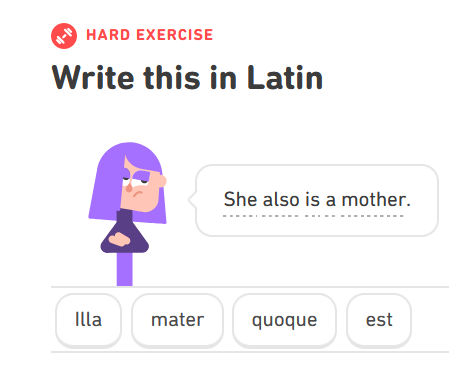 HARD EXERCISE
Write this in Latin
She also is a mother.
Illa mater quoque est